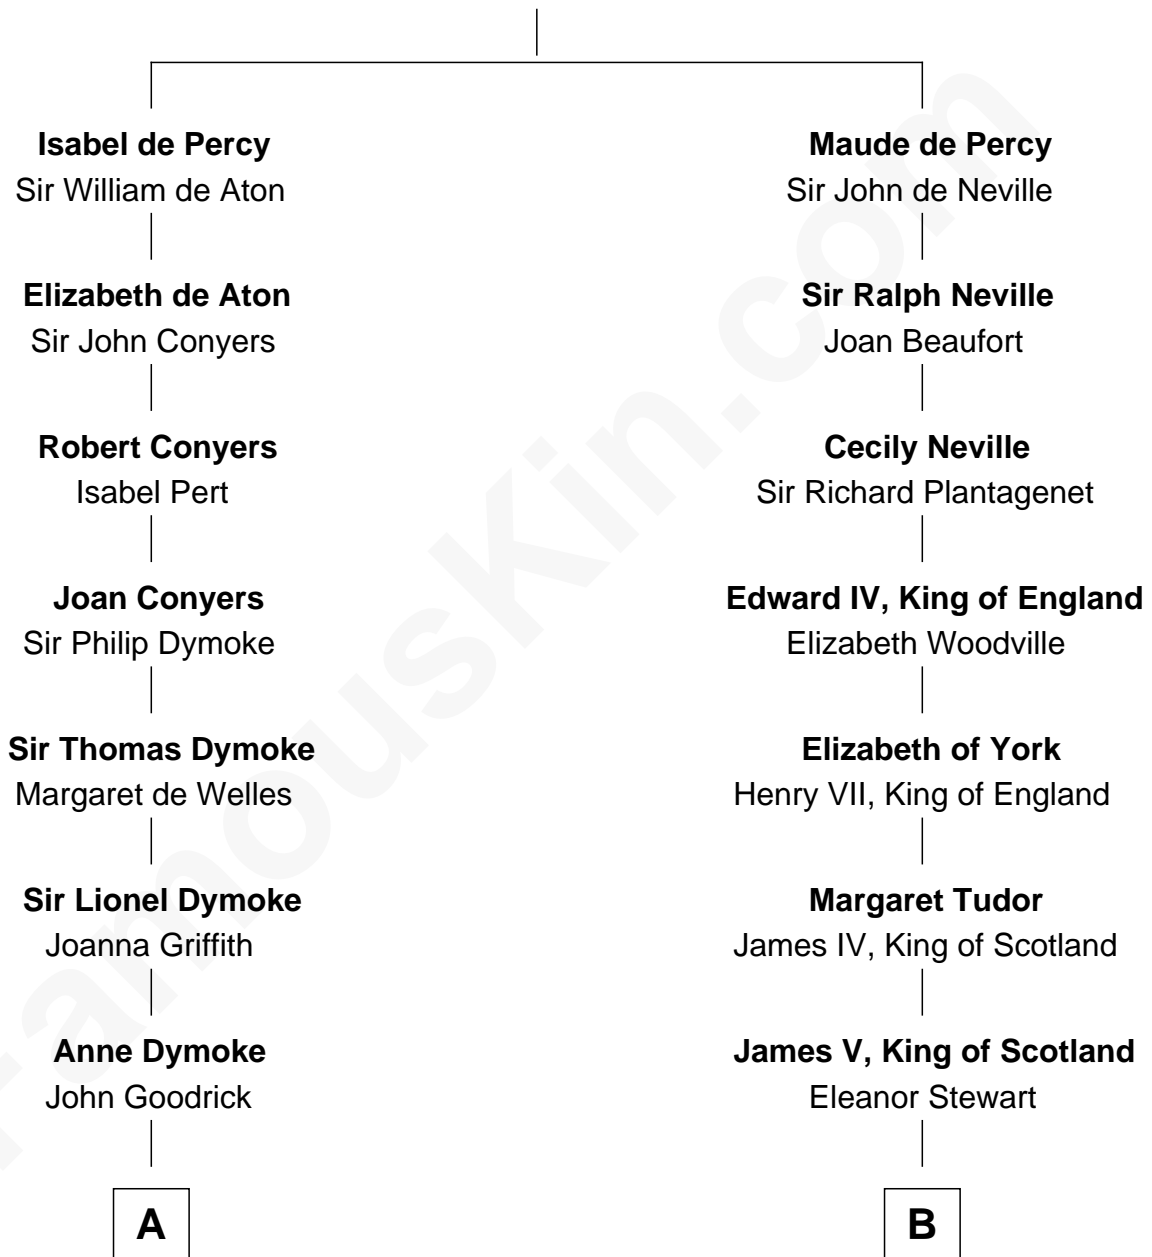 Isabel de Percy
Sir William de Aton
Elizabeth de Aton
Sir John Conyers
Robert Conyers
Isabel Pert
Joan Conyers
Sir Philip Dymoke
Sir Thomas Dymoke
Margaret de Welles
Sir Lionel Dymoke
Joanna Griffith
Anne Dymoke
John Goodrick
A
Maude de Percy
Sir John de Neville
Sir Ralph Neville
Joan Beaufort
Cecily Neville
Sir Richard Plantagenet
Edward IV, King of England
Elizabeth Woodville
Elizabeth of York
Henry VII, King of England
Margaret Tudor
James IV, King of Scotland
James V, King of Scotland
Eleanor Stewart
B
FamousKin.com